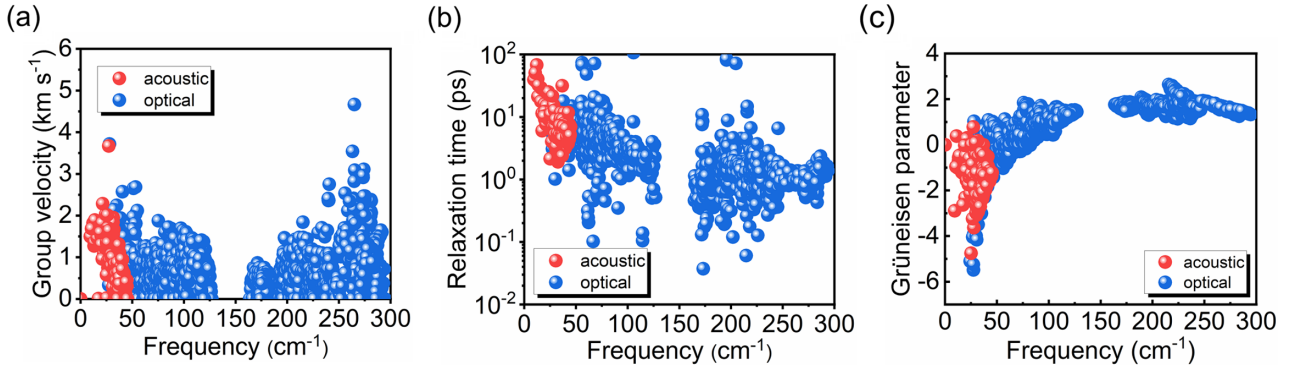 (a)
6
5
4
3
2
1
0
0 50 100 150 200 250 300
Group velocity (km s⁻¹)
Frequency (cm⁻¹)
acoustic
optical
(b)
10²
10¹
10⁰
10⁻¹
10⁻²
0 50 100 150 200 250 300
Relaxation time (ps)
Frequency (cm⁻¹)
acoustic
optical
(c)
4
2
0
-2
-4
-6
0 50 100 150 200 250 300
Grüneisen parameter
Frequency (cm⁻¹)
acoustic
optical